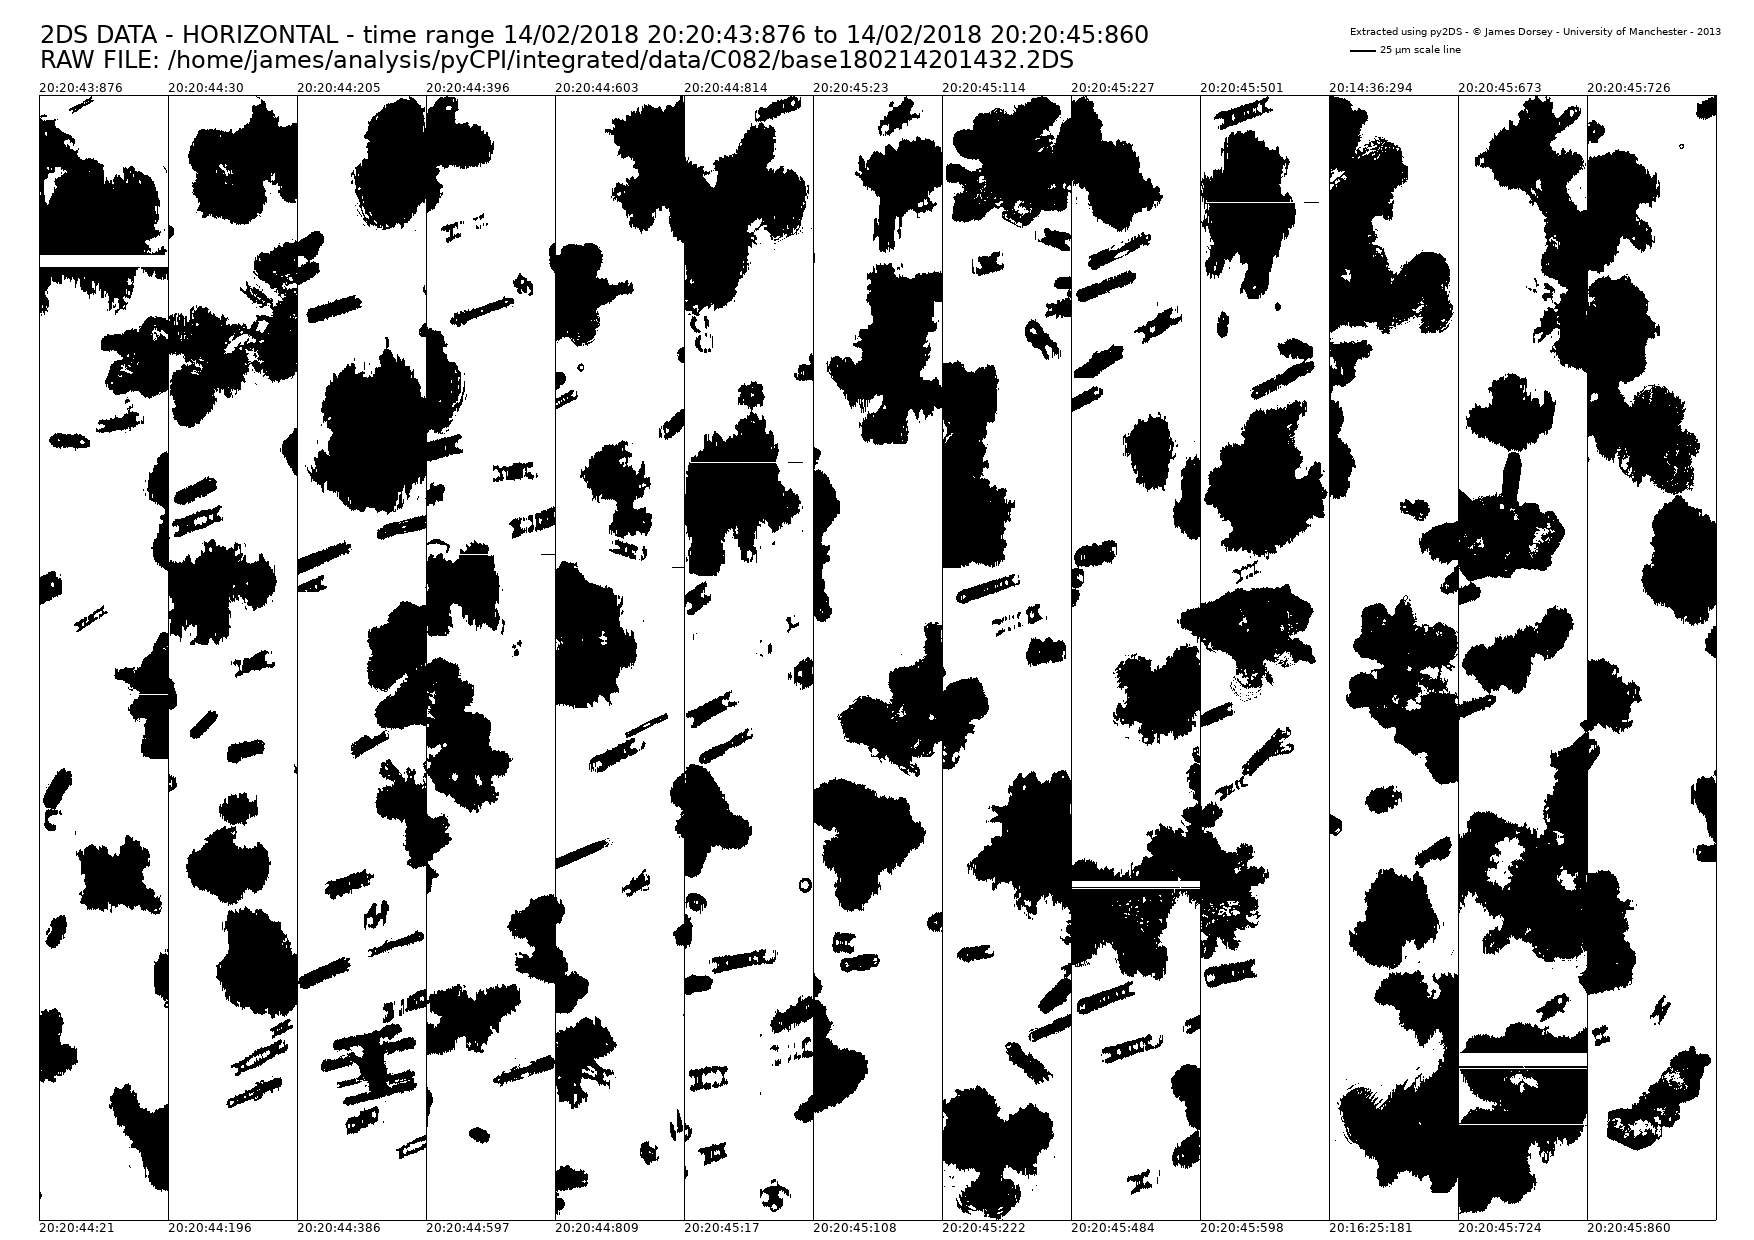 2DS DATA - HORIZONTAL - time range 14/02/2018 20:20:43:876 to 14/02/2018 20:20:45:860
RAW FILE: /home/james/analysis/pyCPI/integrated/data/C082/base180214201432.2DS
Extracted using py2DS - © James Dorsey - University of Manchester - 2013
25 µm scale line
20:20:43:876 20:20:44:30 20:20:44:205 20:20:44:396 20:20:44:603 20:20:44:814 20:20:45:23 20:20:45:114 20:20:45:227 20:20:45:501 20:14:36:294 20:20:45:673 20:20:45:726
20:20:44:21 20:20:44:196 20:20:44:386 20:20:44:597 20:20:44:809 20:20:45:17 20:20:45:108 20:20:45:222 20:20:45:484 20:20:45:598 20:16:25:181 20:20:45:724 20:20:45:860